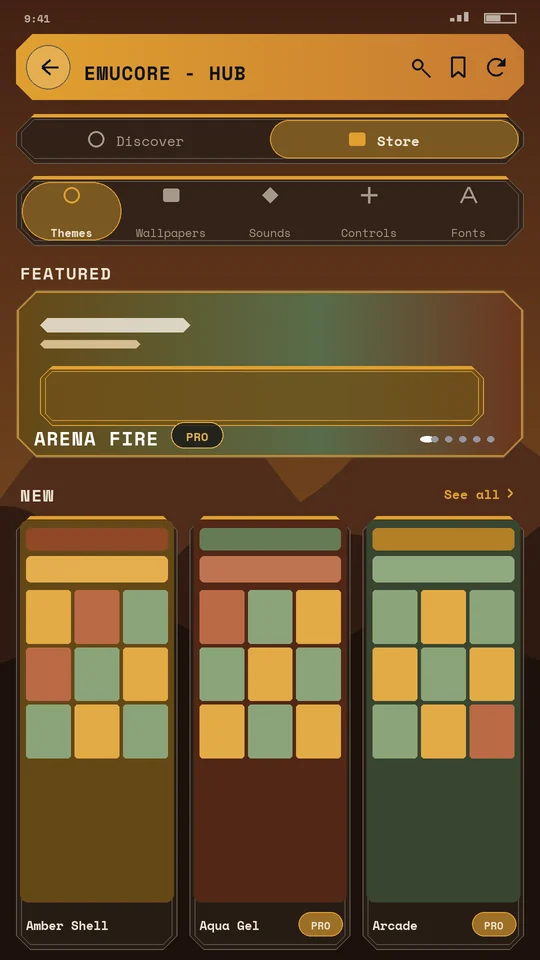 9:41
EMUCORE - HUB
Discover
Store
Themes
Wallpapers
Sounds
Controls
Fonts
FEATURED
ARENA FIRE
PRO
NEW
See all
Amber Shell
Aqua Gel
PRO
Arcade
PRO